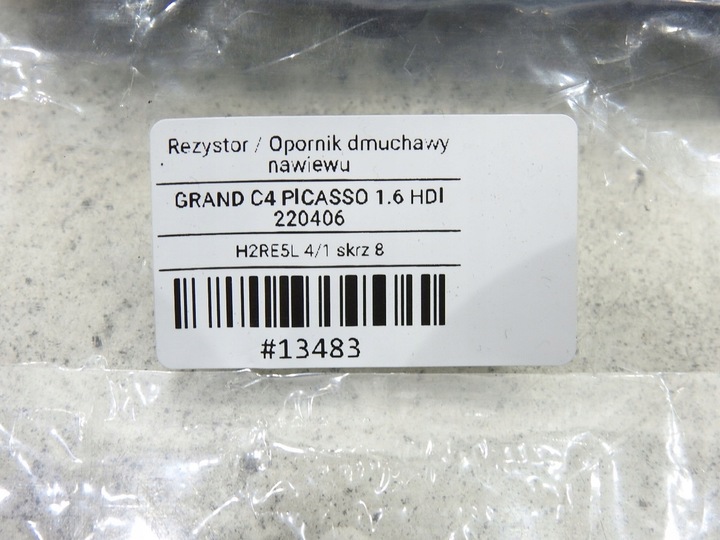 Rezystor / Opornik dmuchawy
nawiewu
GRAND C4 PICASSO 1.6 HDI
220406
H2RE5L 4/1 skrz 8
#13483